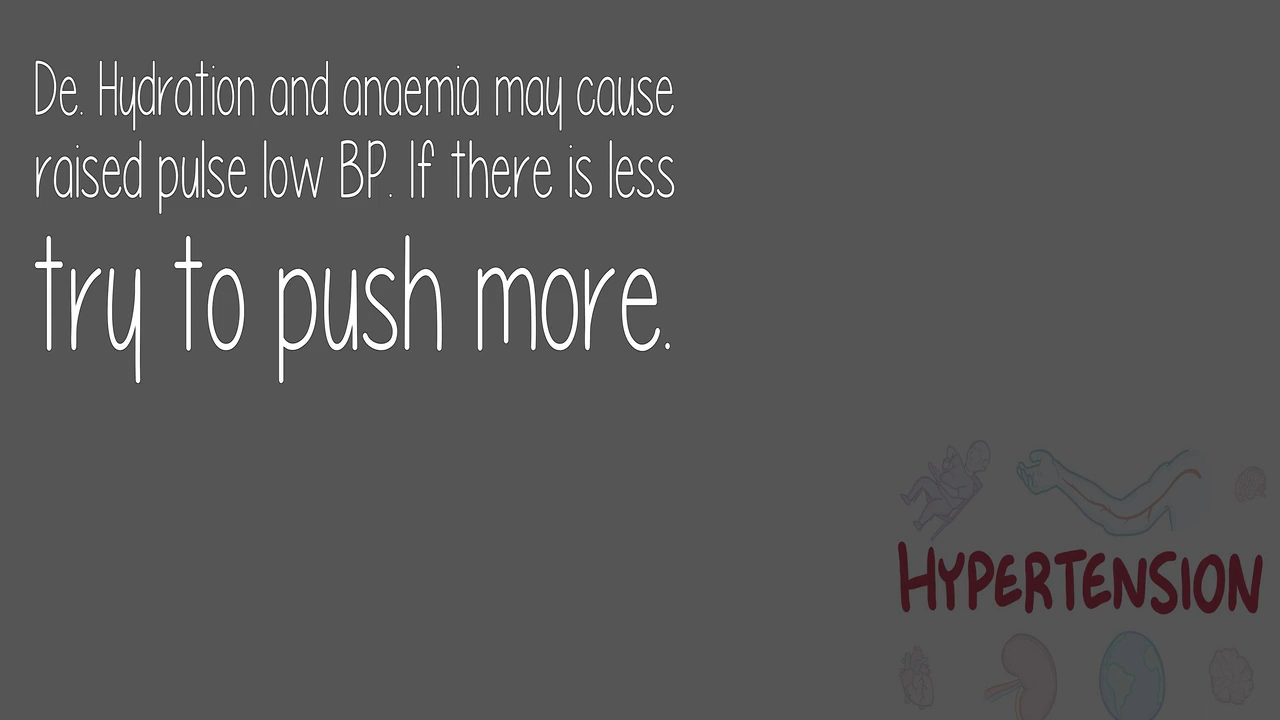 De. Hydration and anaemia may cause
raised pulse low BP. If there is less
try to push more.
HYPERTENSION